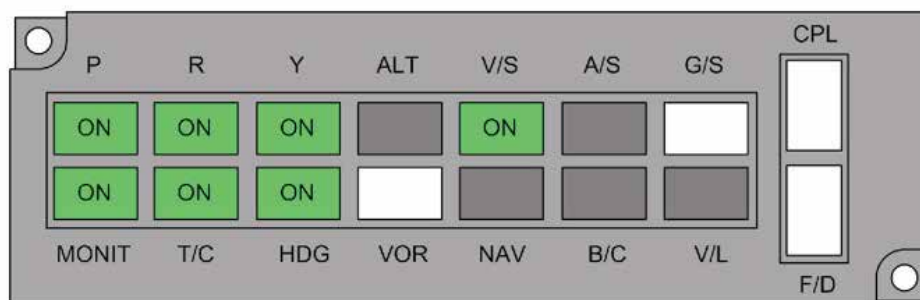 CPL
P R Y ALT V/S A/S G/S
ON ON ON ON
ON ON ON
MONIT T/C HDG VOR NAV B/C V/L
F/D